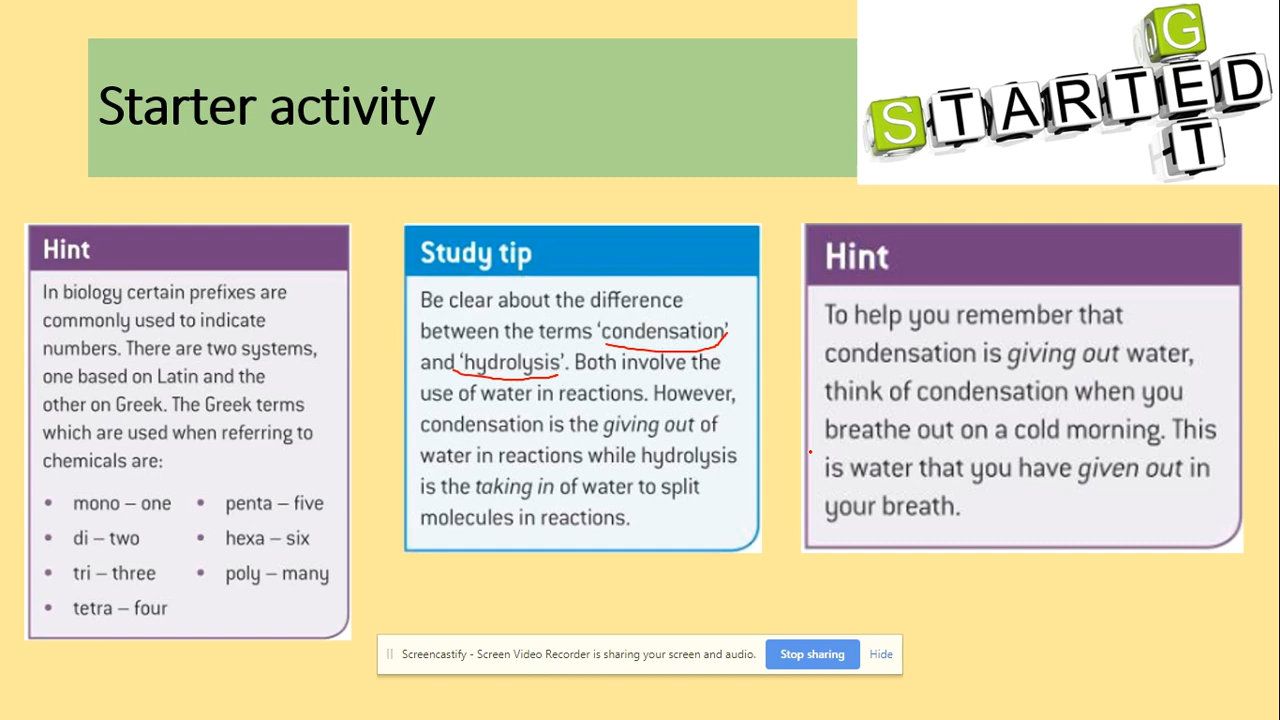 Starter activity
G
STARTED
T
Hint
In biology certain prefixes are
commonly used to indicate
numbers. There are two systems,
one based on Latin and the
other on Greek. The Greek terms
which are used when referring to
chemicals are:
• mono – one
• di – two
• tri – three
• tetra – four
• penta – five
• hexa – six
• poly – many
Study tip
Be clear about the difference
between the terms ‘condensation’
and ‘hydrolysis’. Both involve the
use of water in reactions. However,
condensation is the giving out of
water in reactions while hydrolysis
is the taking in of water to split
molecules in reactions.
Hint
To help you remember that
condensation is giving out water,
think of condensation when you
breathe out on a cold morning. This
is water that you have given out in
your breath.
Screencastify - Screen Video Recorder is sharing your screen and audio.
Stop sharing
Hide